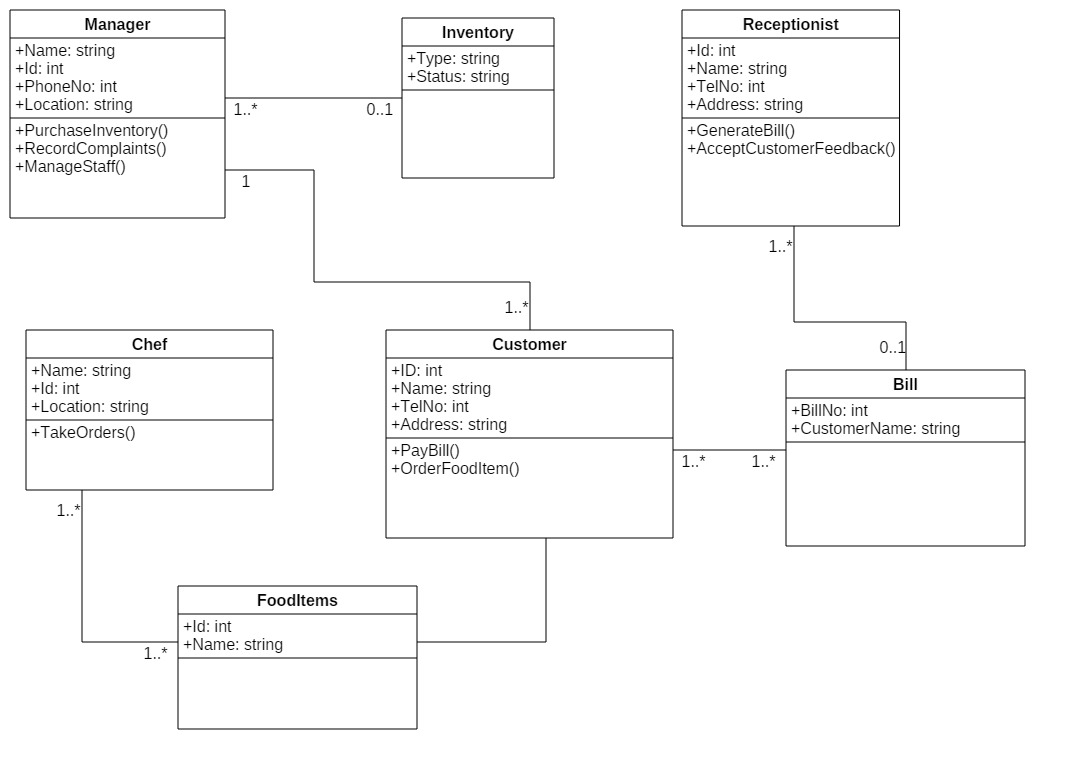 Manager
+Name: string
+Id: int
+PhoneNo: int
+Location: string
+PurchaseInventory()
+RecordComplaints()
+ManageStaff()
Inventory
+Type: string
+Status: string
Receptionist
+Id: int
+Name: string
+TelNo: int
+Address: string
+GenerateBill()
+AcceptCustomerFeedback()
1..*
0..1
1
1..*
1..*
0..1
Chef
+Name: string
+Id: int
+Location: string
+TakeOrders()
Customer
+ID: int
+Name: string
+TelNo: int
+Address: string
+PayBill()
+OrderFoodItem()
Bill
+BillNo: int
+CustomerName: string
1..*
1..*
1..*
1..*
FoodItems
+Id: int
+Name: string